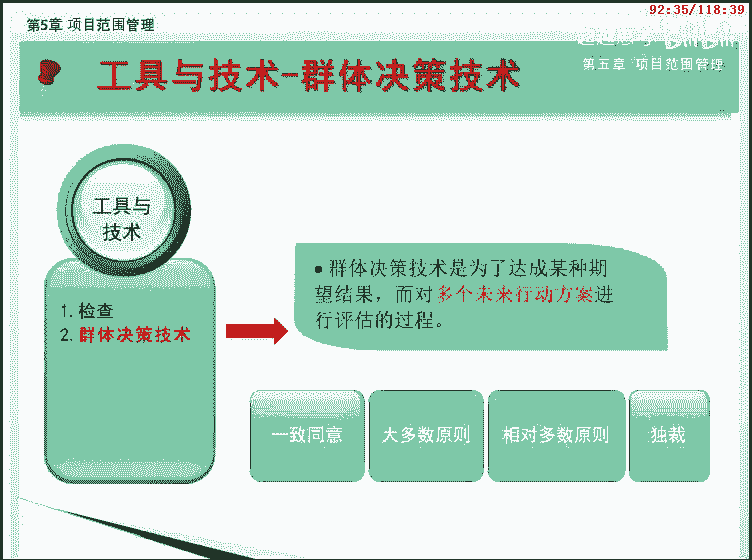 92:35/118:39
第5章 项目范围管理
工具与技术-群体决策技术
第五章 项目范围管理
工具与
技术
1. 检查
2. 群体决策技术
• 群体决策技术是为了达成某种期
望结果，而对多个未来行动方案进
行评估的过程。
一致同意
大多数原则
相对多数原则
独裁